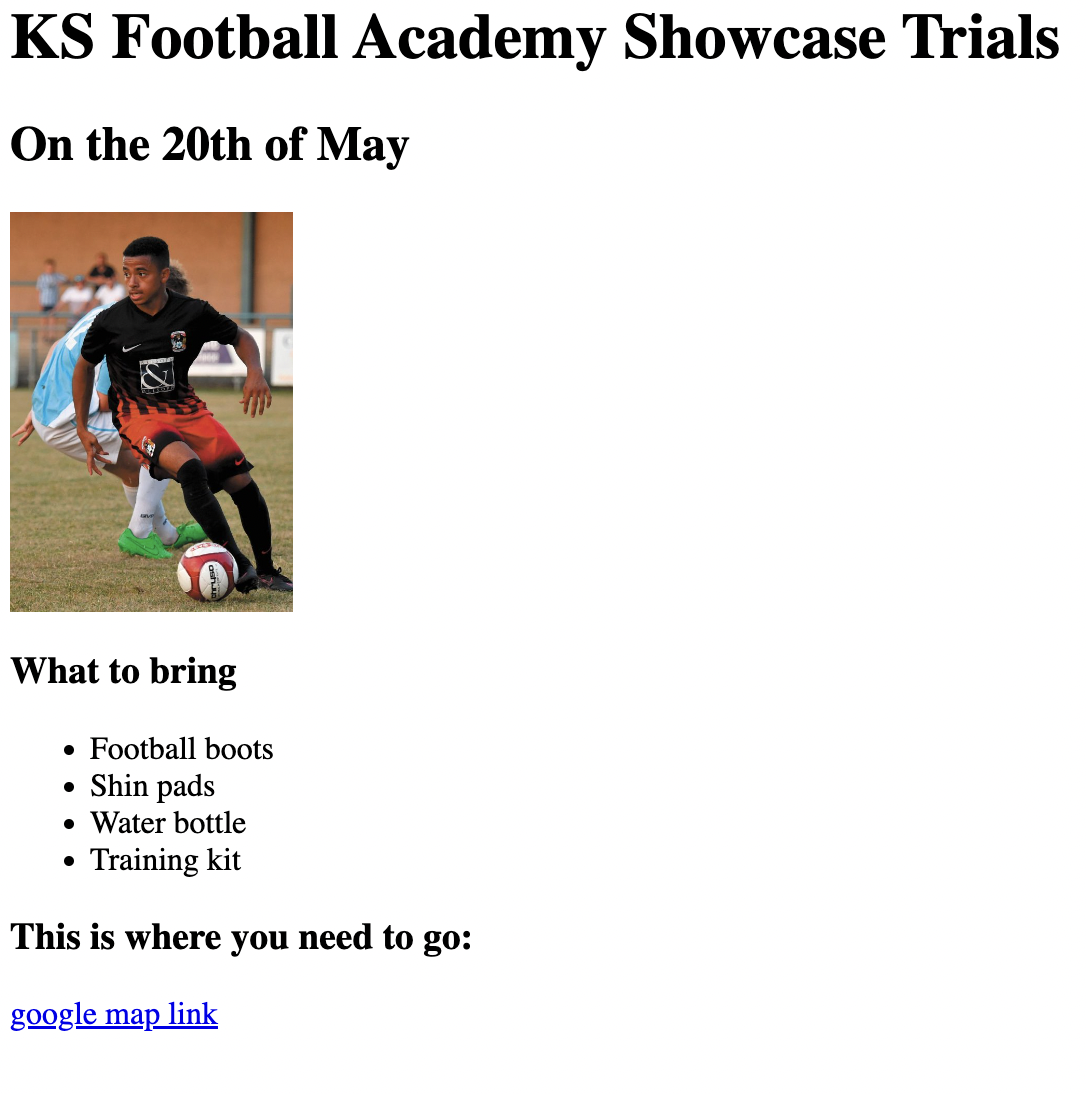 KS Football Academy Showcase Trials
On the 20th of May
&
What to bring
Football boots
Shin pads
Water bottle
Training kit
This is where you need to go:
google map link